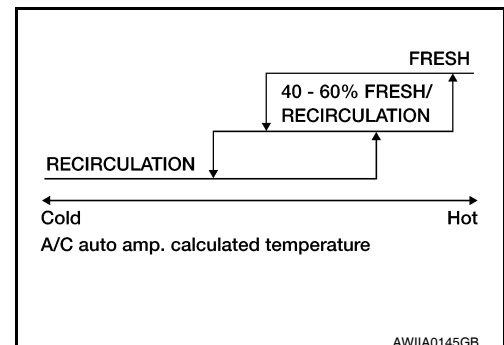 FRESH
40 - 60% FRESH/
RECIRCULATION
RECIRCULATION
Cold
Hot
A/C auto amp. calculated temperature
AWIIA0145GB